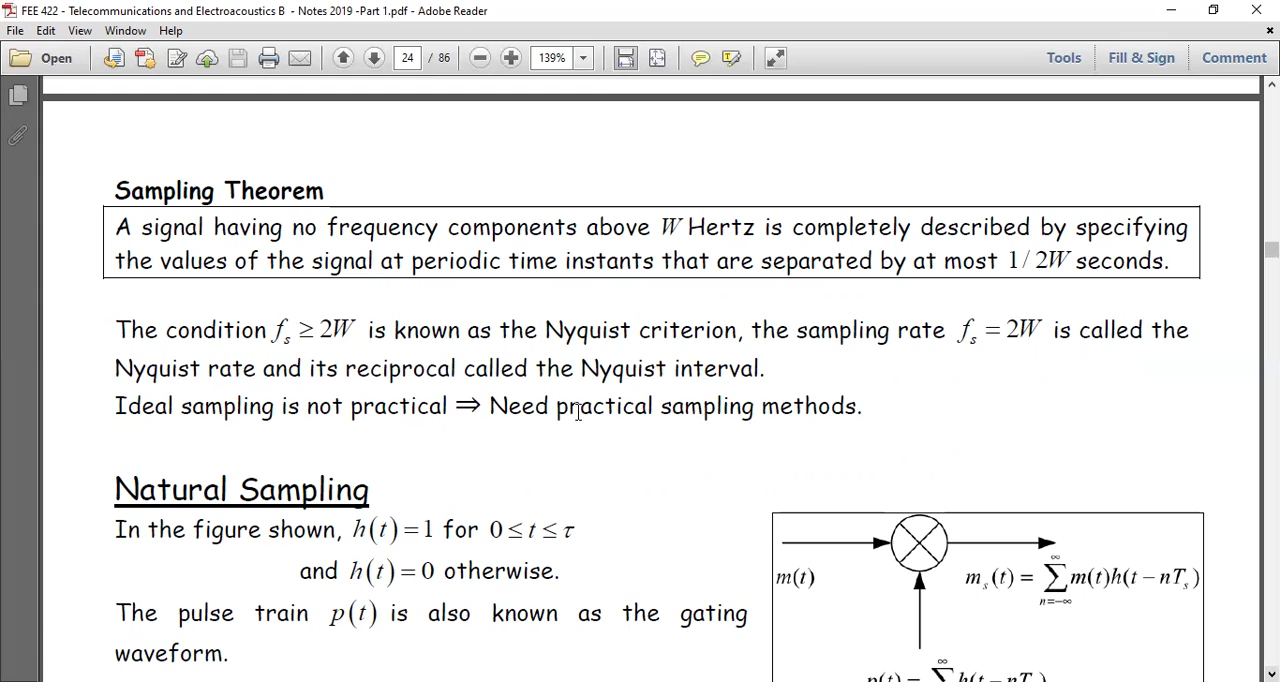 FEE 422 - Telecommunications and Electroacoustics B - Notes 2019 -Part 1.pdf - Adobe Reader
File Edit View Window Help
Open 24 / 86 139% Tools Fill & Sign Comment
Sampling Theorem
A signal having no frequency components above W Hertz is completely described by specifying
the values of the signal at periodic time instants that are separated by at most 1/2W seconds.
The condition f_s ≥ 2W is known as the Nyquist criterion, the sampling rate f_s = 2W is called the
Nyquist rate and its reciprocal called the Nyquist interval.
Ideal sampling is not practical ⇒ Need practical sampling methods.
Natural Sampling
In the figure shown, h(t)=1 for 0≤t≤τ
and h(t)=0 otherwise.
The pulse train p(t) is also known as the gating
waveform.
m(t) m_s(t) = ∑_{n=-∞}^{∞} m(t)h(t-nT_s)
p(t) = ∑^{∞} h(t-nT_s)